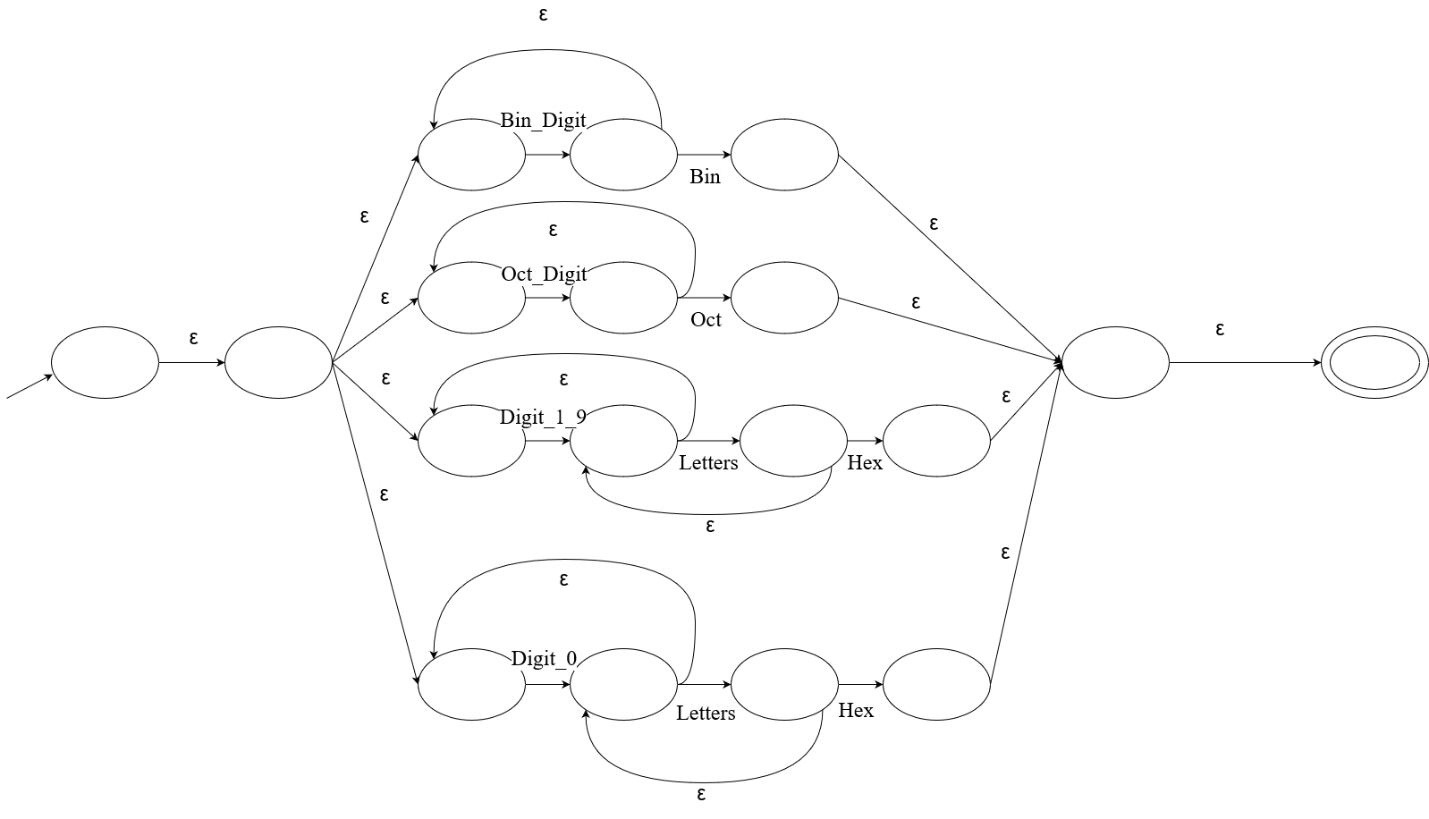 ε
Bin_Digit
Bin
ε
ε
ε
Oct_Digit
ε
ε
Oct
ε
ε
ε
ε
ε
Digit_1_9
ε
Letters
Hex
ε
ε
ε
ε
Digit_0
Letters
Hex
ε